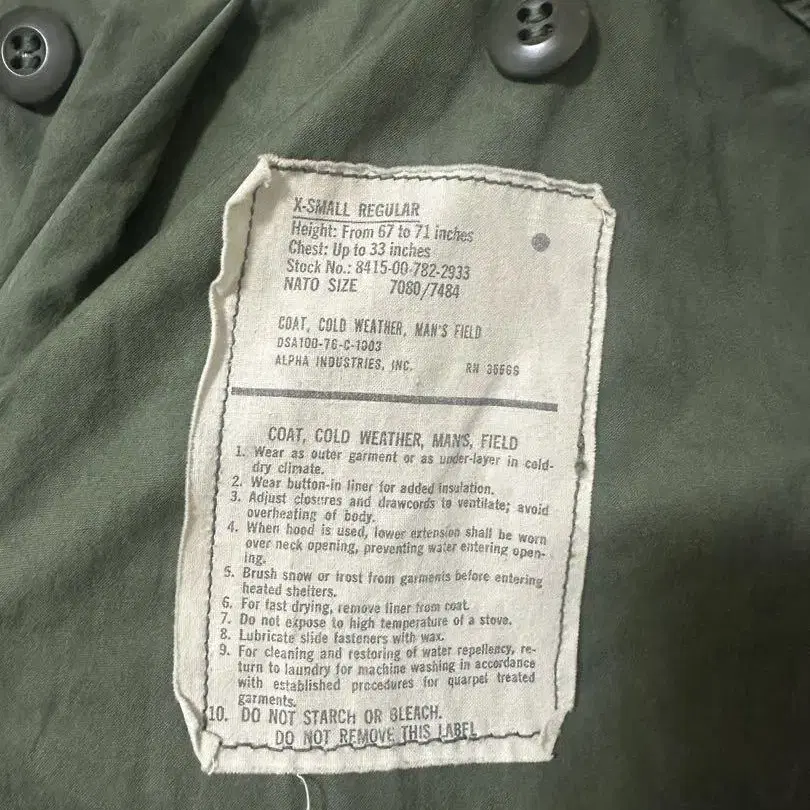 X-SMALL REGULAR
Height: From 67 to 71 inches
Chest: Up to 33 inches
Stock No.: 8415-00-782-2933
NATO SIZE 7080/7484
COAT, COLD WEATHER, MAN'S FIELD
DSA100-76-C-1003
ALPHA INDUSTRIES, INC. RN 35566
COAT, COLD WEATHER, MAN'S, FIELD
1. Wear as outer garment or as under-layer in cold-
dry climate.
2. Wear button-in liner for added insulation.
3. Adjust closures and drawcords to ventilate; avoid
overheating of body.
4. When hood is used, lower extension shall be worn
over neck opening, preventing water entering open-
ing.
5. Brush snow or frost from garments before entering
heated shelters.
6. For fast drying, remove liner from coat.
7. Do not expose to high temperature of a stove.
8. Lubricate slide fasteners with wax.
9. For cleaning and restoring of water repellency, re-
turn to laundry for machine washing in accordance
with established procedures for quarpel treated
garments.
10. DO NOT STARCH OR BLEACH.
DO NOT REMOVE THIS LABEL